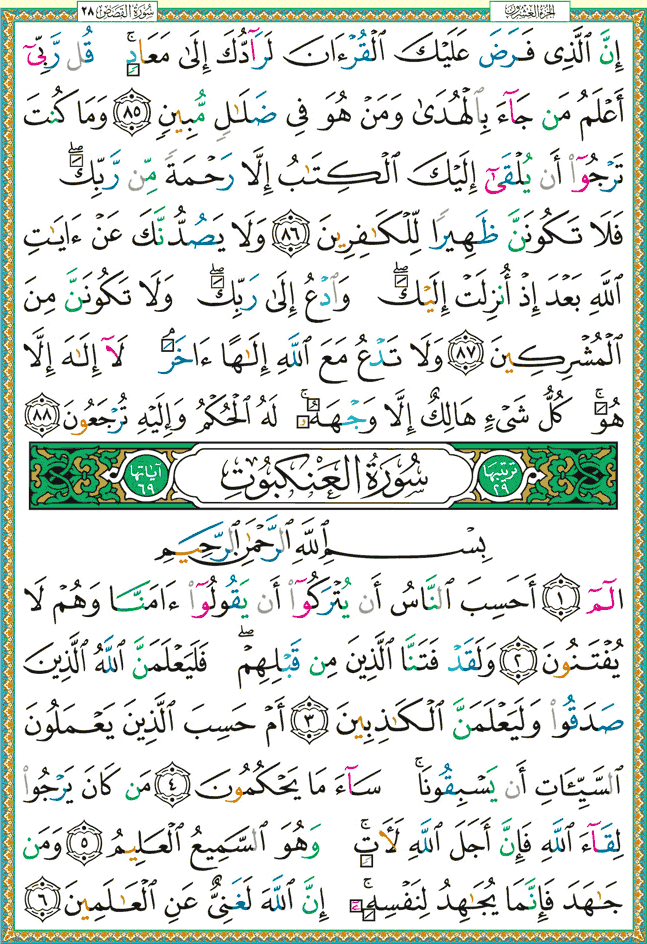 الجزء العشرون
سورة القصص ٢٨
إِنَّ ٱلَّذِى فَرَضَ عَلَيْكَ ٱلْقُرْءَانَ لَرَآدُّكَ إِلَىٰ مَعَادٍۚ قُل رَّبِّىٓ
أَعْلَمُ مَن جَآءَ بِٱلْهُدَىٰ وَمَنْ هُوَ فِى ضَلَٰلٍ مُّبِينٍ ٨٥ وَمَا كُنتَ
تَرْجُوٓا۟ أَن يُلْقَىٰٓ إِلَيْكَ ٱلْكِتَٰبُ إِلَّا رَحْمَةً مِّن رَّبِّكَۖ
فَلَا تَكُونَنَّ ظَهِيرًا لِّلْكَٰفِرِينَ ٨٦ وَلَا يَصُدُّنَّكَ عَنْ ءَايَٰتِ
ٱللَّهِ بَعْدَ إِذْ أُنزِلَتْ إِلَيْكَۖ وَٱدْعُ إِلَىٰ رَبِّكَۖ وَلَا تَكُونَنَّ مِنَ
ٱلْمُشْرِكِينَ ٨٧ وَلَا تَدْعُ مَعَ ٱللَّهِ إِلَٰهًا ءَاخَرَۘ لَآ إِلَٰهَ إِلَّا
هُوَۚ كُلُّ شَىْءٍ هَالِكٌ إِلَّا وَجْهَهُۥۚ لَهُ ٱلْحُكْمُ وَإِلَيْهِ تُرْجَعُونَ ٨٨
ترتيبها ٢٩ سُورَةُ العَنكَبُوتِ آياتها ٦٩
بِسْمِ ٱللَّهِ ٱلرَّحْمَٰنِ ٱلرَّحِيمِ
الٓمٓ ١ أَحَسِبَ ٱلنَّاسُ أَن يُتْرَكُوٓا۟ أَن يَقُولُوٓا۟ ءَامَنَّا وَهُمْ لَا
يُفْتَنُونَ ٢ وَلَقَدْ فَتَنَّا ٱلَّذِينَ مِن قَبْلِهِمْۖ فَلَيَعْلَمَنَّ ٱللَّهُ ٱلَّذِينَ
صَدَقُوا۟ وَلَيَعْلَمَنَّ ٱلْكَٰذِبِينَ ٣ أَمْ حَسِبَ ٱلَّذِينَ يَعْمَلُونَ
ٱلسَّيِّـَٔاتِ أَن يَسْبِقُونَاۚ سَآءَ مَا يَحْكُمُونَ ٤ مَن كَانَ يَرْجُوا۟
لِقَآءَ ٱللَّهِ فَإِنَّ أَجَلَ ٱللَّهِ لَءَاتٍۚ وَهُوَ ٱلسَّمِيعُ ٱلْعَلِيمُ ٥ وَمَن
جَٰهَدَ فَإِنَّمَا يُجَٰهِدُ لِنَفْسِهِۦٓۚ إِنَّ ٱللَّهَ لَغَنِىٌّ عَنِ ٱلْعَٰلَمِينَ ٦